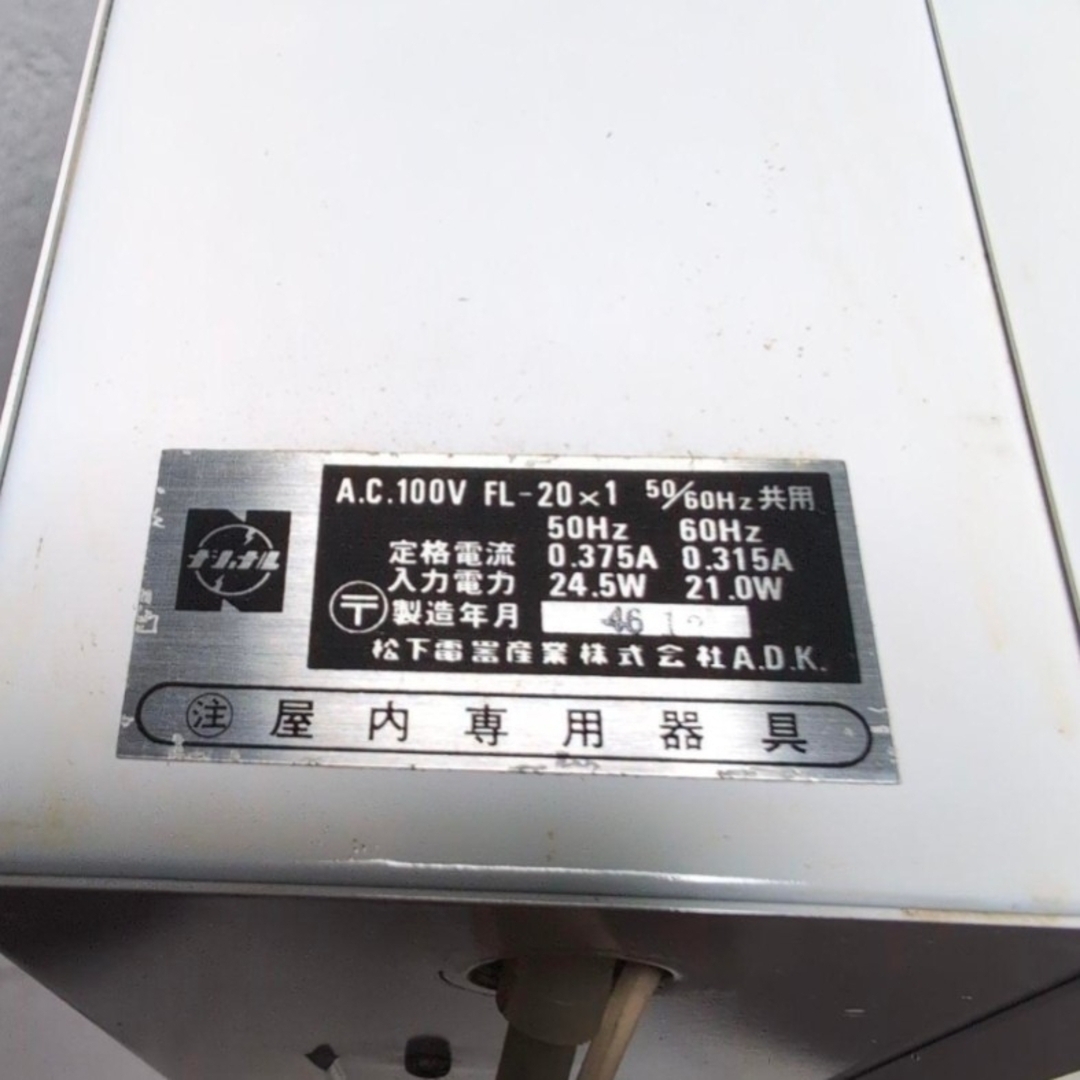 ナショナル
A.C.100V FL-20×1 50/60Hz共用
50Hz 60Hz
定格電流 0.375A 0.315A
入力電力 24.5W 21.0W
〒 製造年月 46
松下電器産業株式会社 A.D.K.
注 屋内専用器具